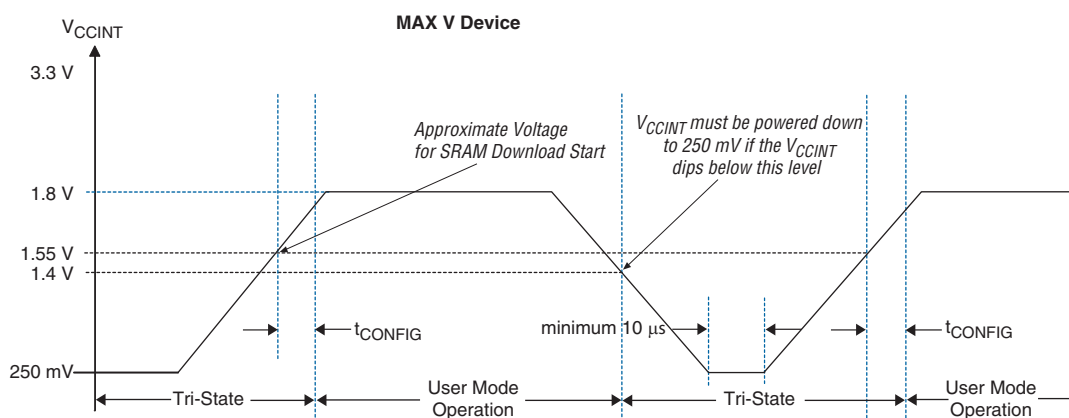 MAX V Device
VCCINT
3.3 V
Approximate Voltage
for SRAM Download Start
VCCINT must be powered down
to 250 mV if the VCCINT
dips below this level
1.8 V
1.55 V
1.4 V
tCONFIG
minimum 10 µs
tCONFIG
250 mV
Tri-State
User Mode
Operation
Tri-State
User Mode
Operation